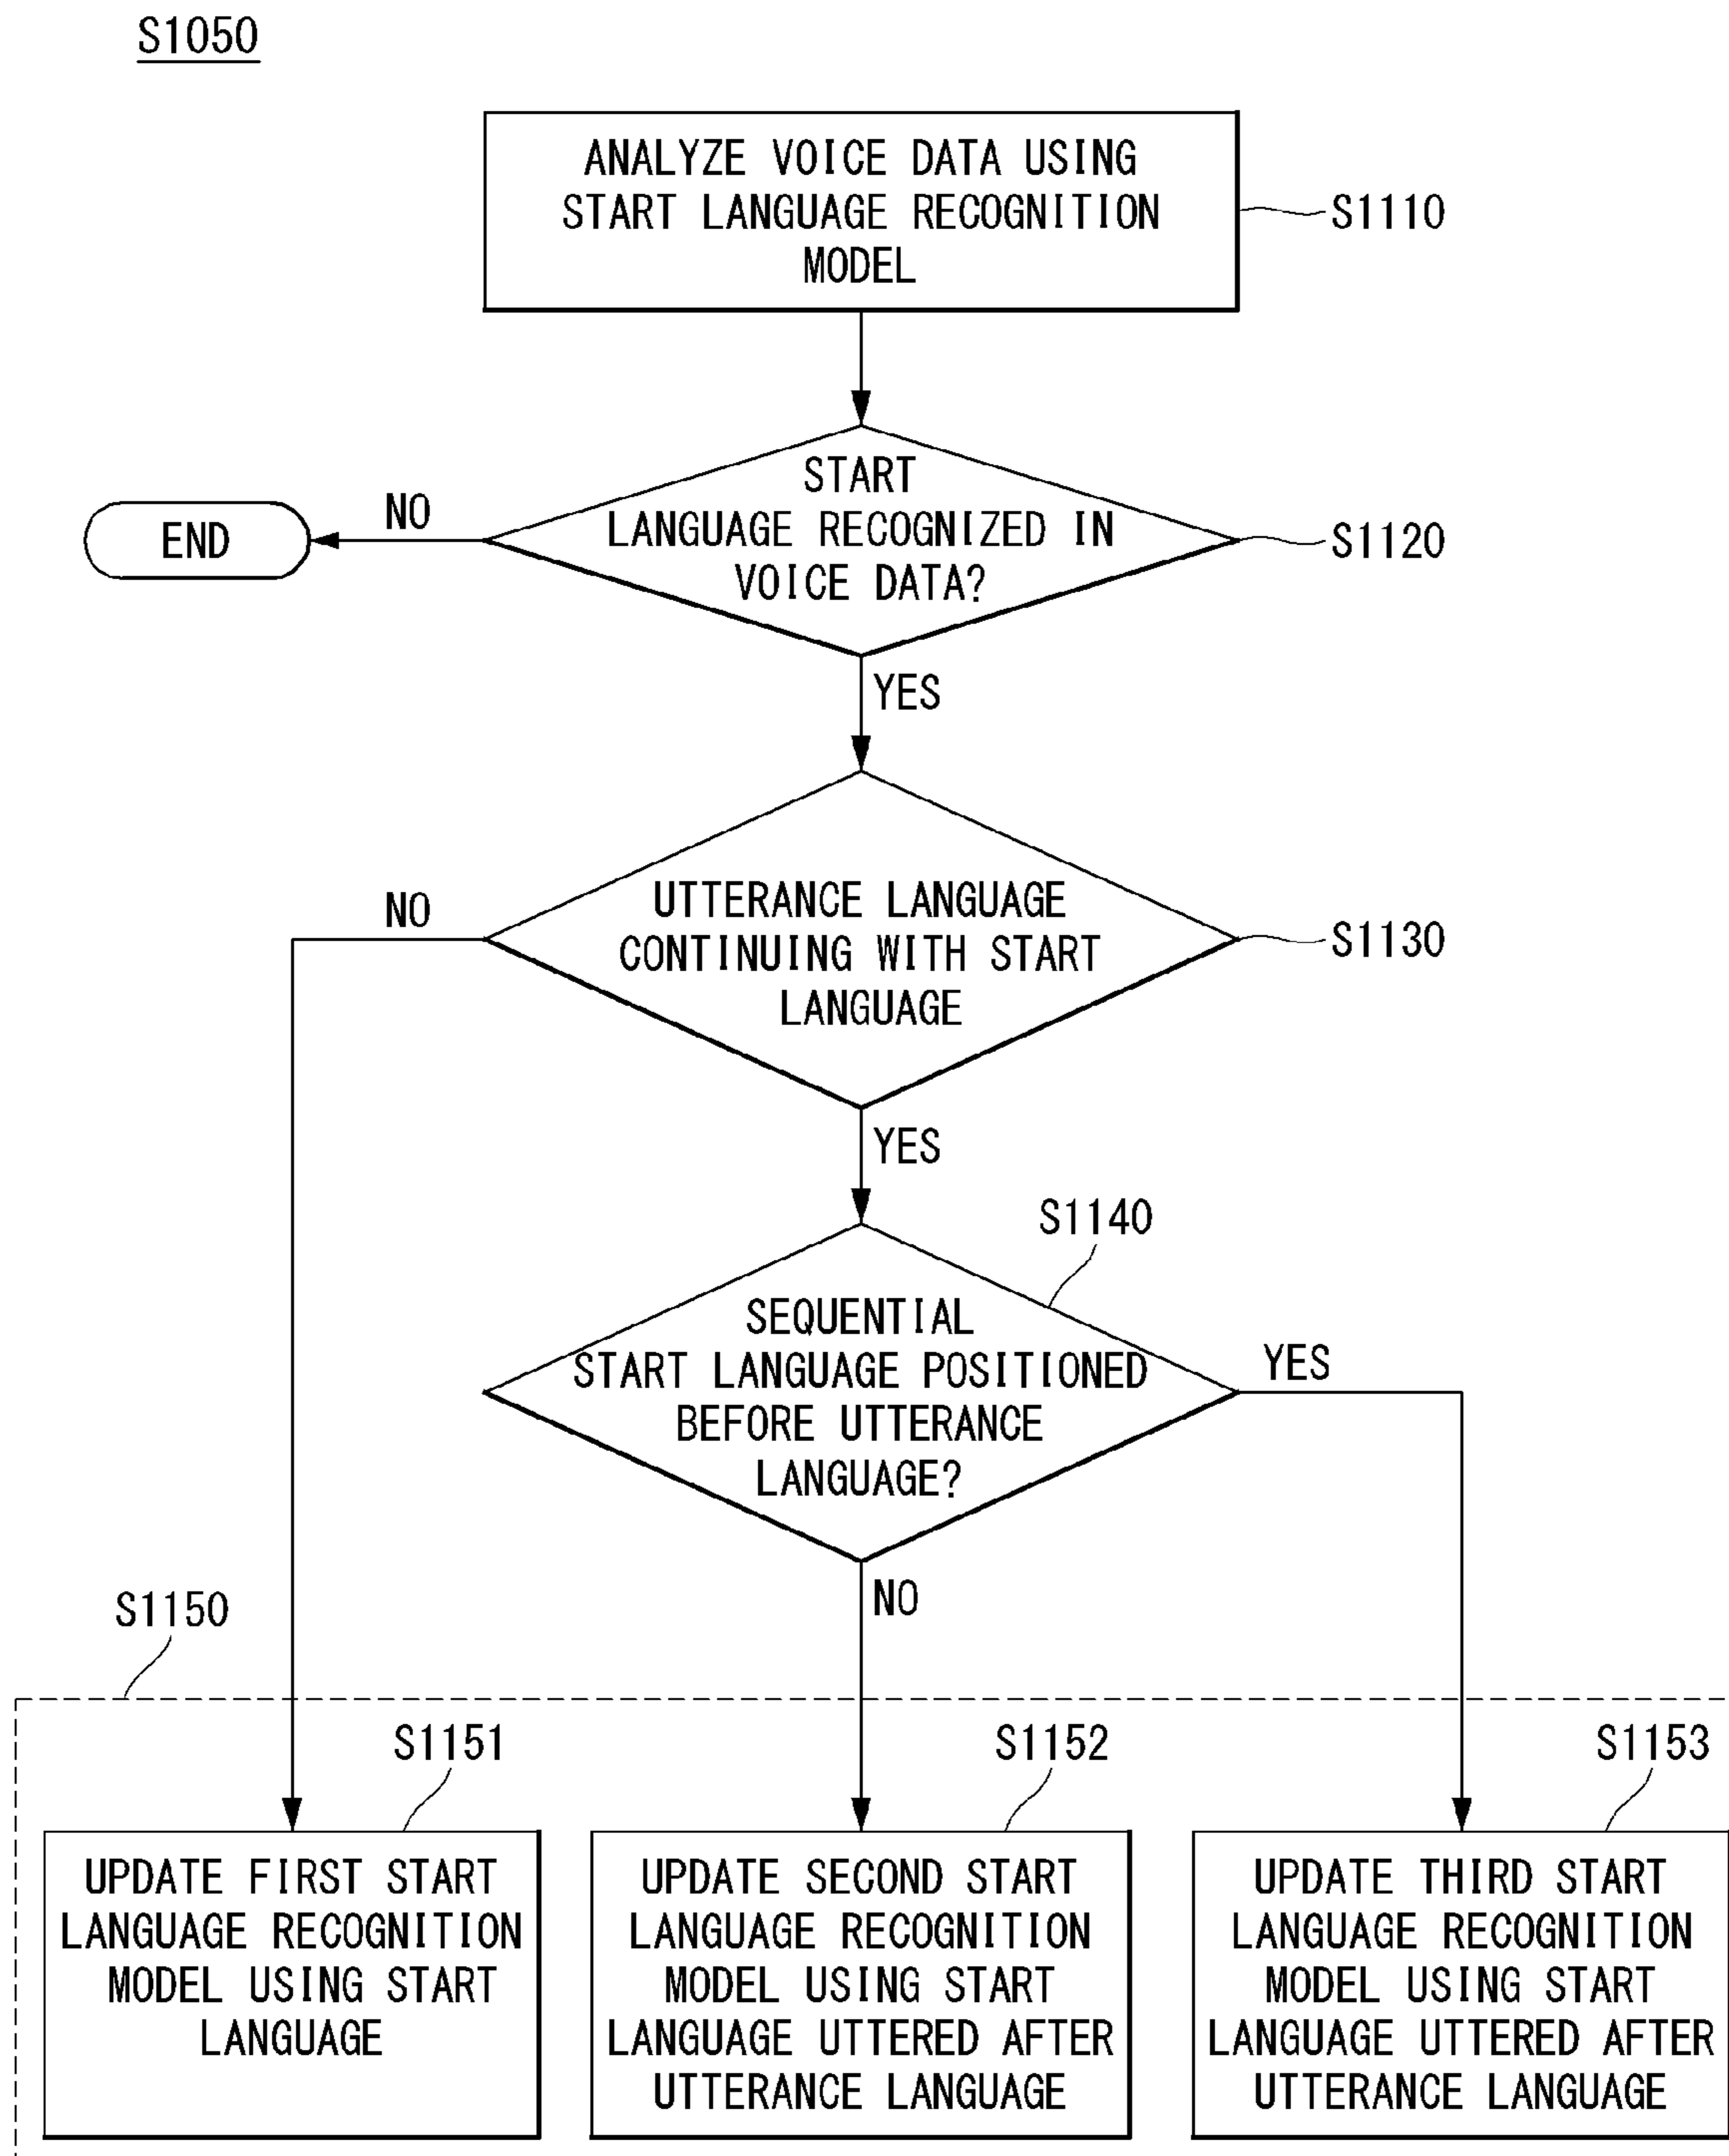 S1050
ANALYZE VOICE DATA USING
START LANGUAGE RECOGNITION
MODEL
S1110
START
LANGUAGE RECOGNIZED IN
VOICE DATA?
S1120
NO
END
YES
UTTERANCE LANGUAGE
CONTINUING WITH START
LANGUAGE
S1130
NO
YES
S1140
SEQUENTIAL
START LANGUAGE POSITIONED
BEFORE UTTERANCE
LANGUAGE?
YES
NO
S1150
S1151
UPDATE FIRST START
LANGUAGE RECOGNITION
MODEL USING START
LANGUAGE
S1152
UPDATE SECOND START
LANGUAGE RECOGNITION
MODEL USING START
LANGUAGE UTTERED AFTER
UTTERANCE LANGUAGE
S1153
UPDATE THIRD START
LANGUAGE RECOGNITION
MODEL USING START
LANGUAGE UTTERED AFTER
UTTERANCE LANGUAGE